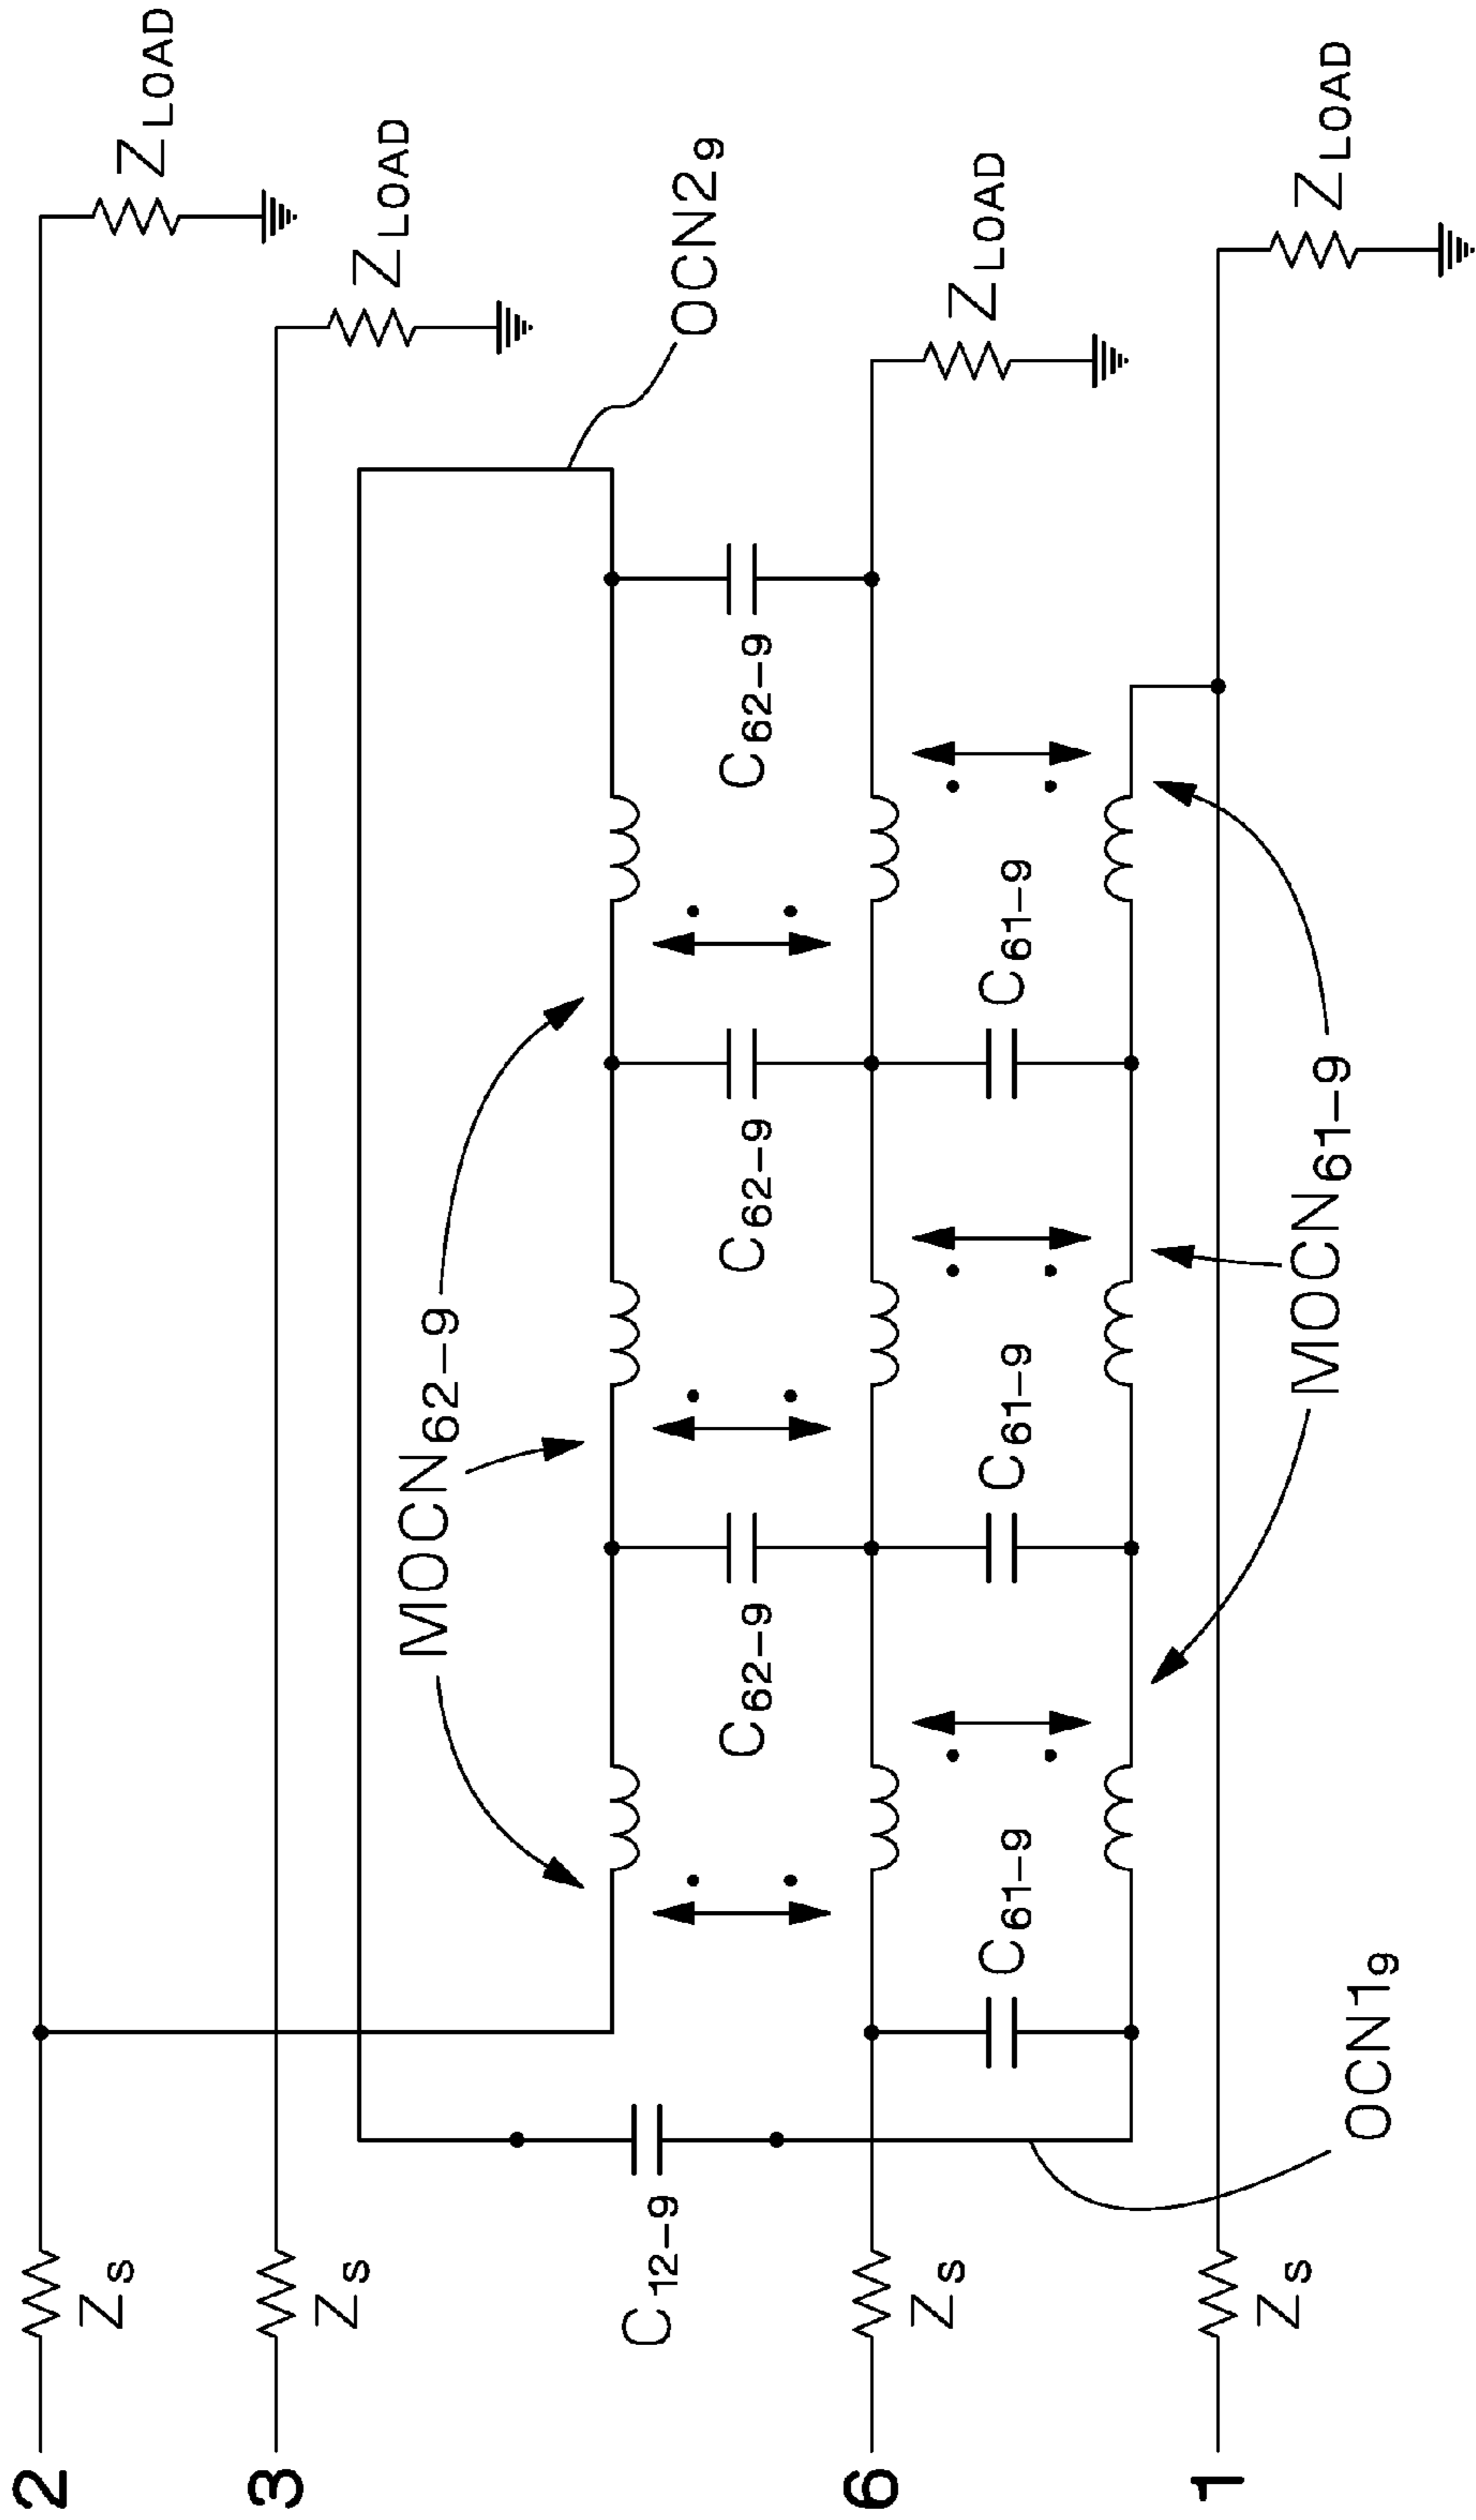 2
Z_S
Z_LOAD
3
Z_S
Z_LOAD
MOCN_62-9
OCN2_9
C_12-9
C_62-9
C_62-9
C_62-9
6
Z_S
Z_LOAD
C_61-9
C_61-9
C_61-9
1
Z_S
MOCN_61-9
Z_LOAD
OCN1_9